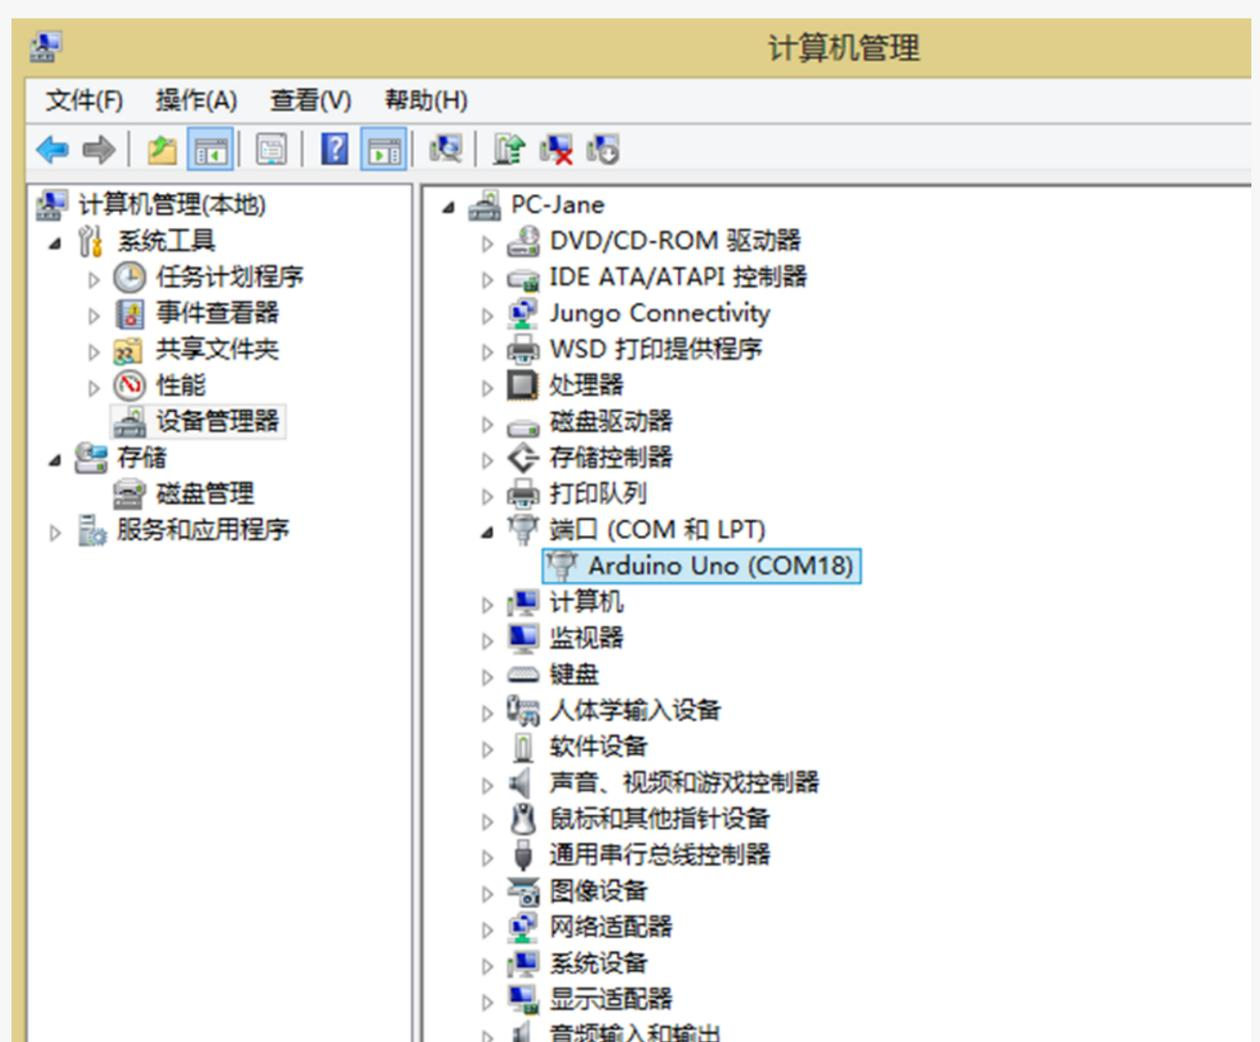 计算机管理
文件(F) 操作(A) 查看(V) 帮助(H)
计算机管理(本地)
系统工具
任务计划程序
事件查看器
共享文件夹
性能
设备管理器
存储
磁盘管理
服务和应用程序
PC-Jane
DVD/CD-ROM 驱动器
IDE ATA/ATAPI 控制器
Jungo Connectivity
WSD 打印提供程序
处理器
磁盘驱动器
存储控制器
打印队列
端口 (COM 和 LPT)
Arduino Uno (COM18)
计算机
监视器
键盘
人体学输入设备
软件设备
声音、视频和游戏控制器
鼠标和其他指针设备
通用串行总线控制器
图像设备
网络适配器
系统设备
显示适配器
音频输入和输出